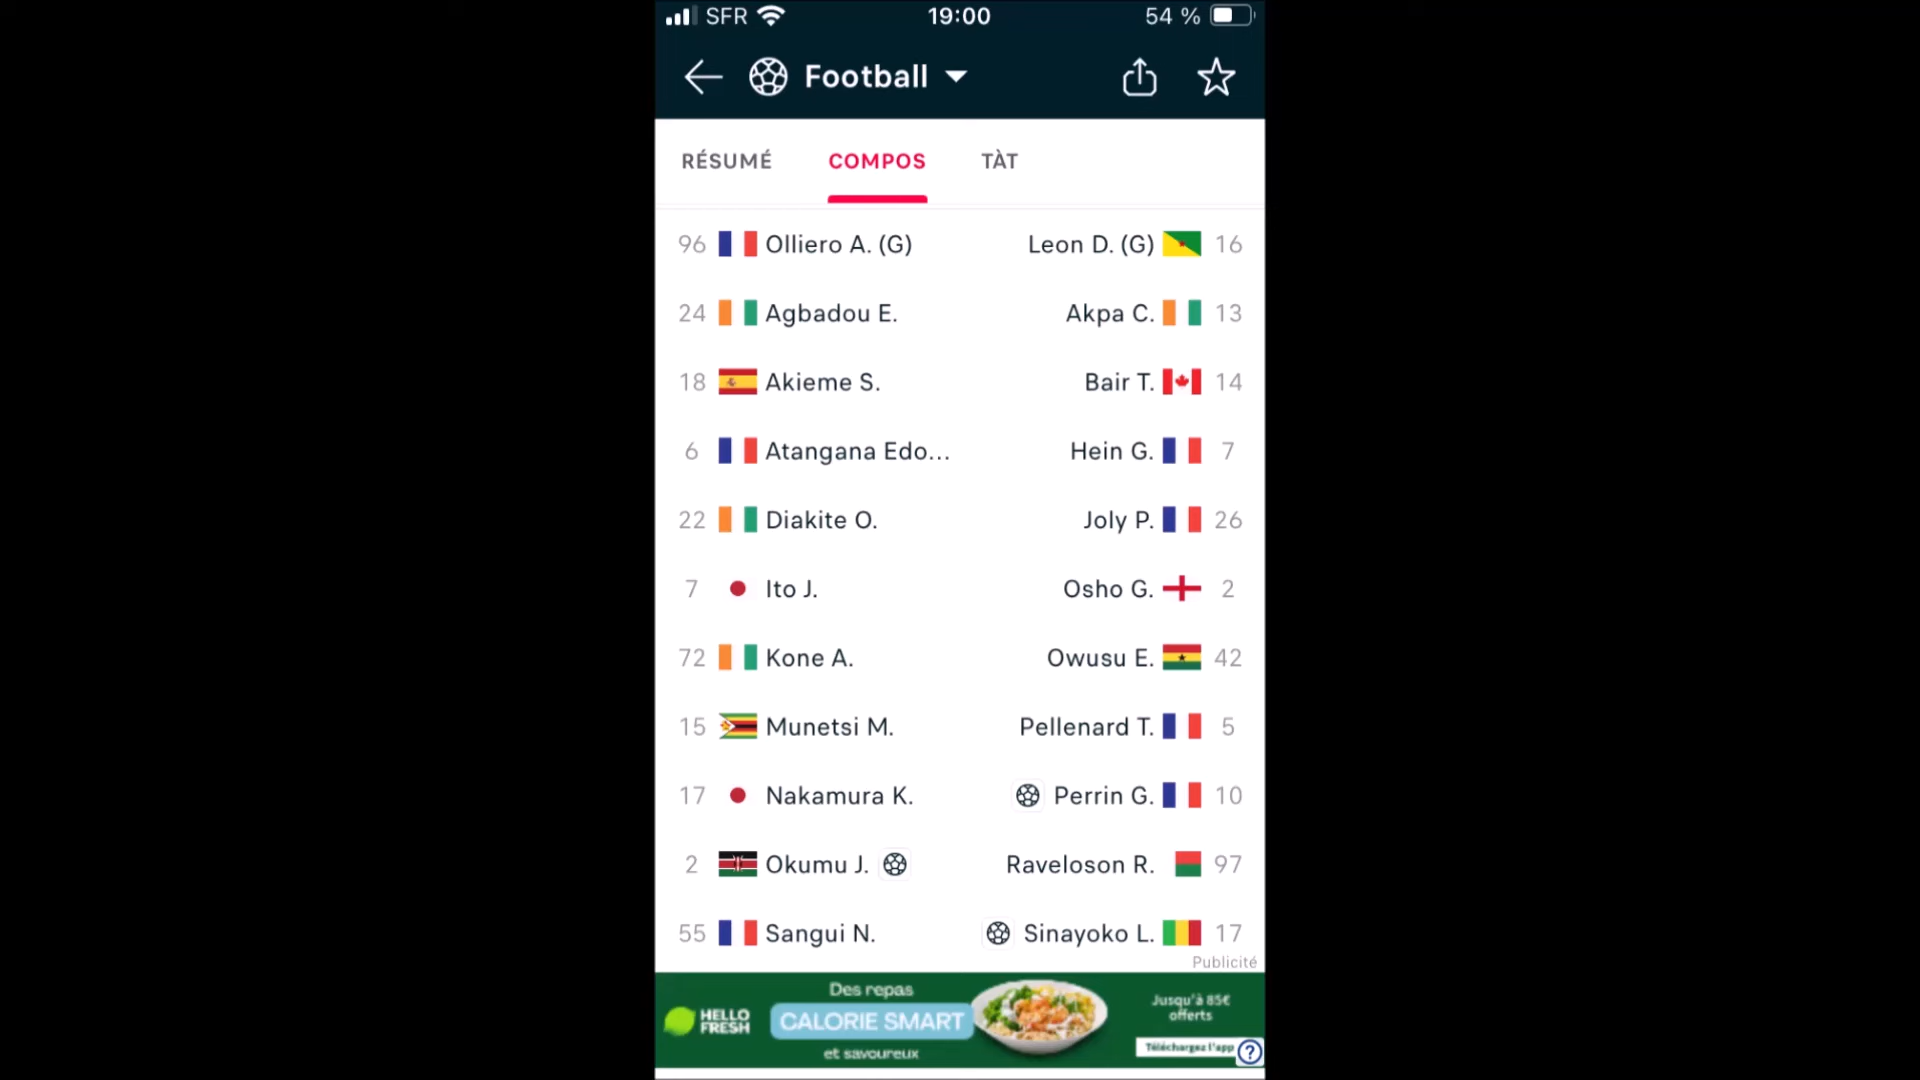 SFR 19:00 54 %
Football
RÉSUMÉ COMPOS TÀT
96 Olliero A. (G) Leon D. (G) 16
24 Agbadou E. Akpa C. 13
18 Akieme S. Bair T. 14
6 Atangana Edo... Hein G. 7
22 Diakite O. Joly P. 26
7 Ito J. Osho G. 2
72 Kone A. Owusu E. 42
15 Munetsi M. Pellenard T. 5
17 Nakamura K. Perrin G. 10
2 Okumu J. Raveloson R. 97
55 Sangui N. Sinayoko L. 17
Publicité
HELLO
FRESH
Des repas
CALORIE SMART
et savoureux
Jusqu'à 85€
offerts
Téléchargez l'app
?